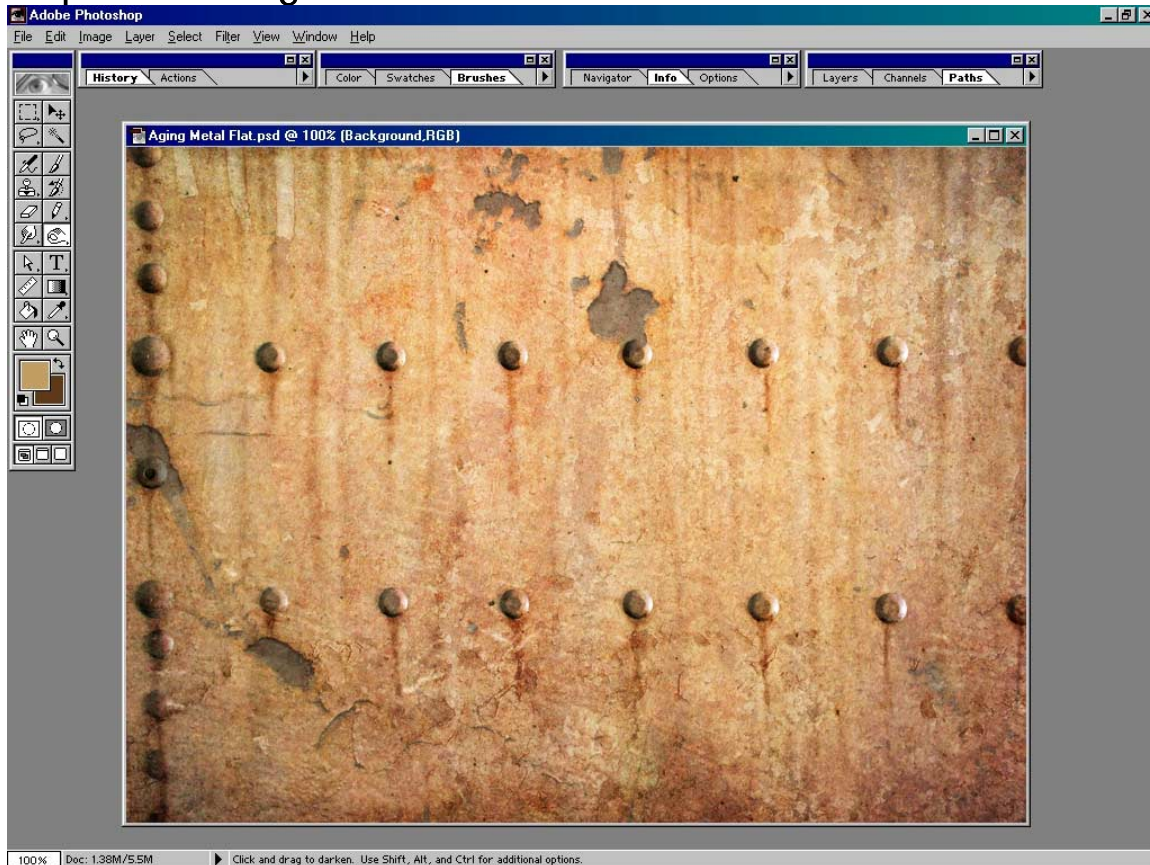 Adobe Photoshop
File Edit Image Layer Select Filter View Window Help
History Actions
Color Swatches Brushes
Navigator Info Options
Layers Channels Paths
Aging Metal Flat.psd @ 100% (Background,RGB)
T
100% Doc: 1.38M/5.5M Click and drag to darken. Use Shift, Alt, and Ctrl for additional options.